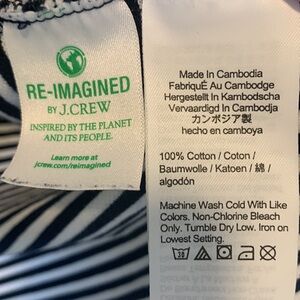 RE-IMAGINED
BY J.CREW
INSPIRED BY THE PLANET
AND ITS PEOPLE.
Learn more at
jcrew.com/reimagined
Made In Cambodia
FabriquÉ Au Cambodge
Hergestellt In Kambodscha
Vervaardigd In Cambodja
カンボジア製
hecho en camboya
100% Cotton / Coton /
Baumwolle / Katoen / 綿 /
algodón
Machine Wash Cold With Like
Colors. Non-Chlorine Bleach
Only. Tumble Dry Low. Iron on
Lowest Setting.